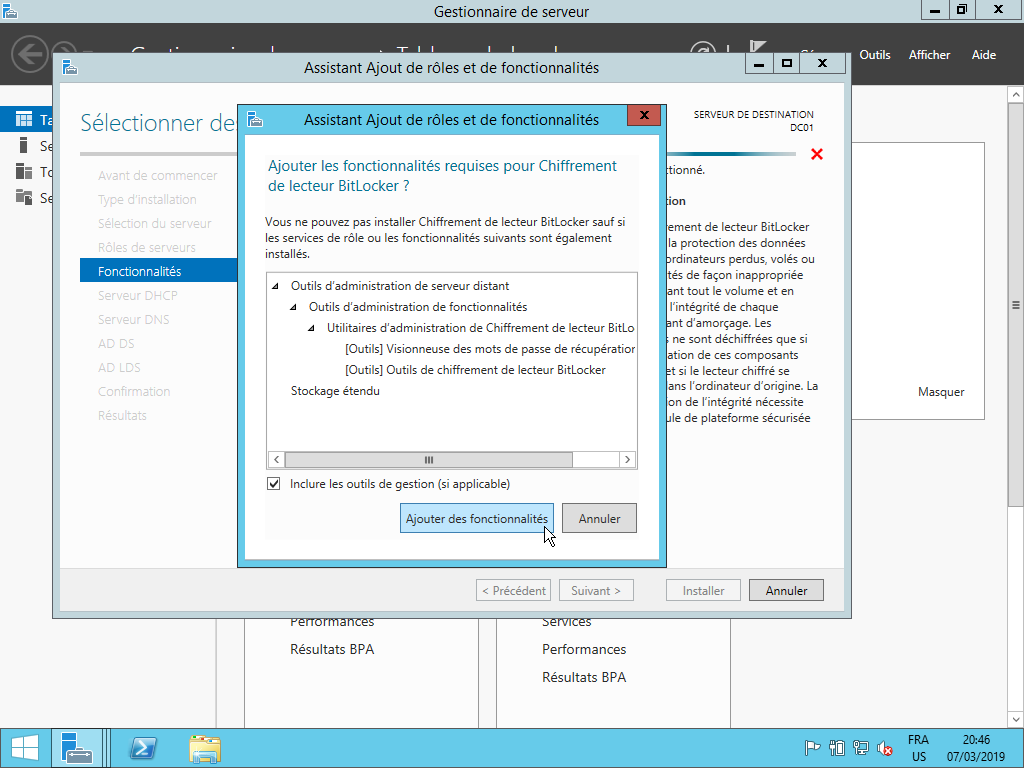 Gestionnaire de serveur
Outils
Afficher
Aide
Assistant Ajout de rôles et de fonctionnalités
Sélectionner des
SERVEUR DE DESTINATION
DC01
Avant de commencer
Type d'installation
Sélection du serveur
Rôles de serveurs
Fonctionnalités
Serveur DHCP
Serveur DNS
AD DS
AD LDS
Confirmation
Résultats
Assistant Ajout de rôles et de fonctionnalités
Ajouter les fonctionnalités requises pour Chiffrement
de lecteur BitLocker ?
Vous ne pouvez pas installer Chiffrement de lecteur BitLocker sauf si
les services de rôle ou les fonctionnalités suivants sont également
installés.
Outils d'administration de serveur distant
Outils d'administration de fonctionnalités
Utilitaires d'administration de Chiffrement de lecteur BitLo
[Outils] Visionneuse des mots de passe de récupération
[Outils] Outils de chiffrement de lecteur BitLocker
Stockage étendu
Inclure les outils de gestion (si applicable)
Ajouter des fonctionnalités
Annuler
ctionné.
ion
rement de lecteur BitLocker
la protection des données
ordinateurs perdus, volés ou
tés de façon inappropriée
ant tout le volume et en
l'intégrité de chaque
ant d'amorçage. Les
s ne sont déchiffrées que si
ation de ces composants
et si le lecteur chiffré se
ans l'ordinateur d'origine. La
on de l'intégrité nécessite
ule de plateforme sécurisée
Masquer
< Précédent
Suivant >
Installer
Annuler
Performances
Résultats BPA
Services
Performances
Résultats BPA
FRA
US
20:46
07/03/2019